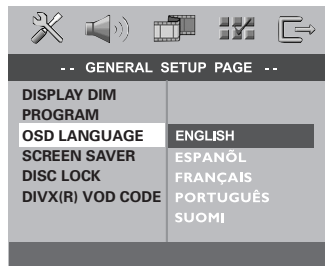 -- GENERAL SETUP PAGE --
DISPLAY DIM
PROGRAM
OSD LANGUAGE ENGLISH
SCREEN SAVER ESPANÕL
DISC LOCK FRANÇAIS
DIVX(R) VOD CODE PORTUGUÊS
SUOMI